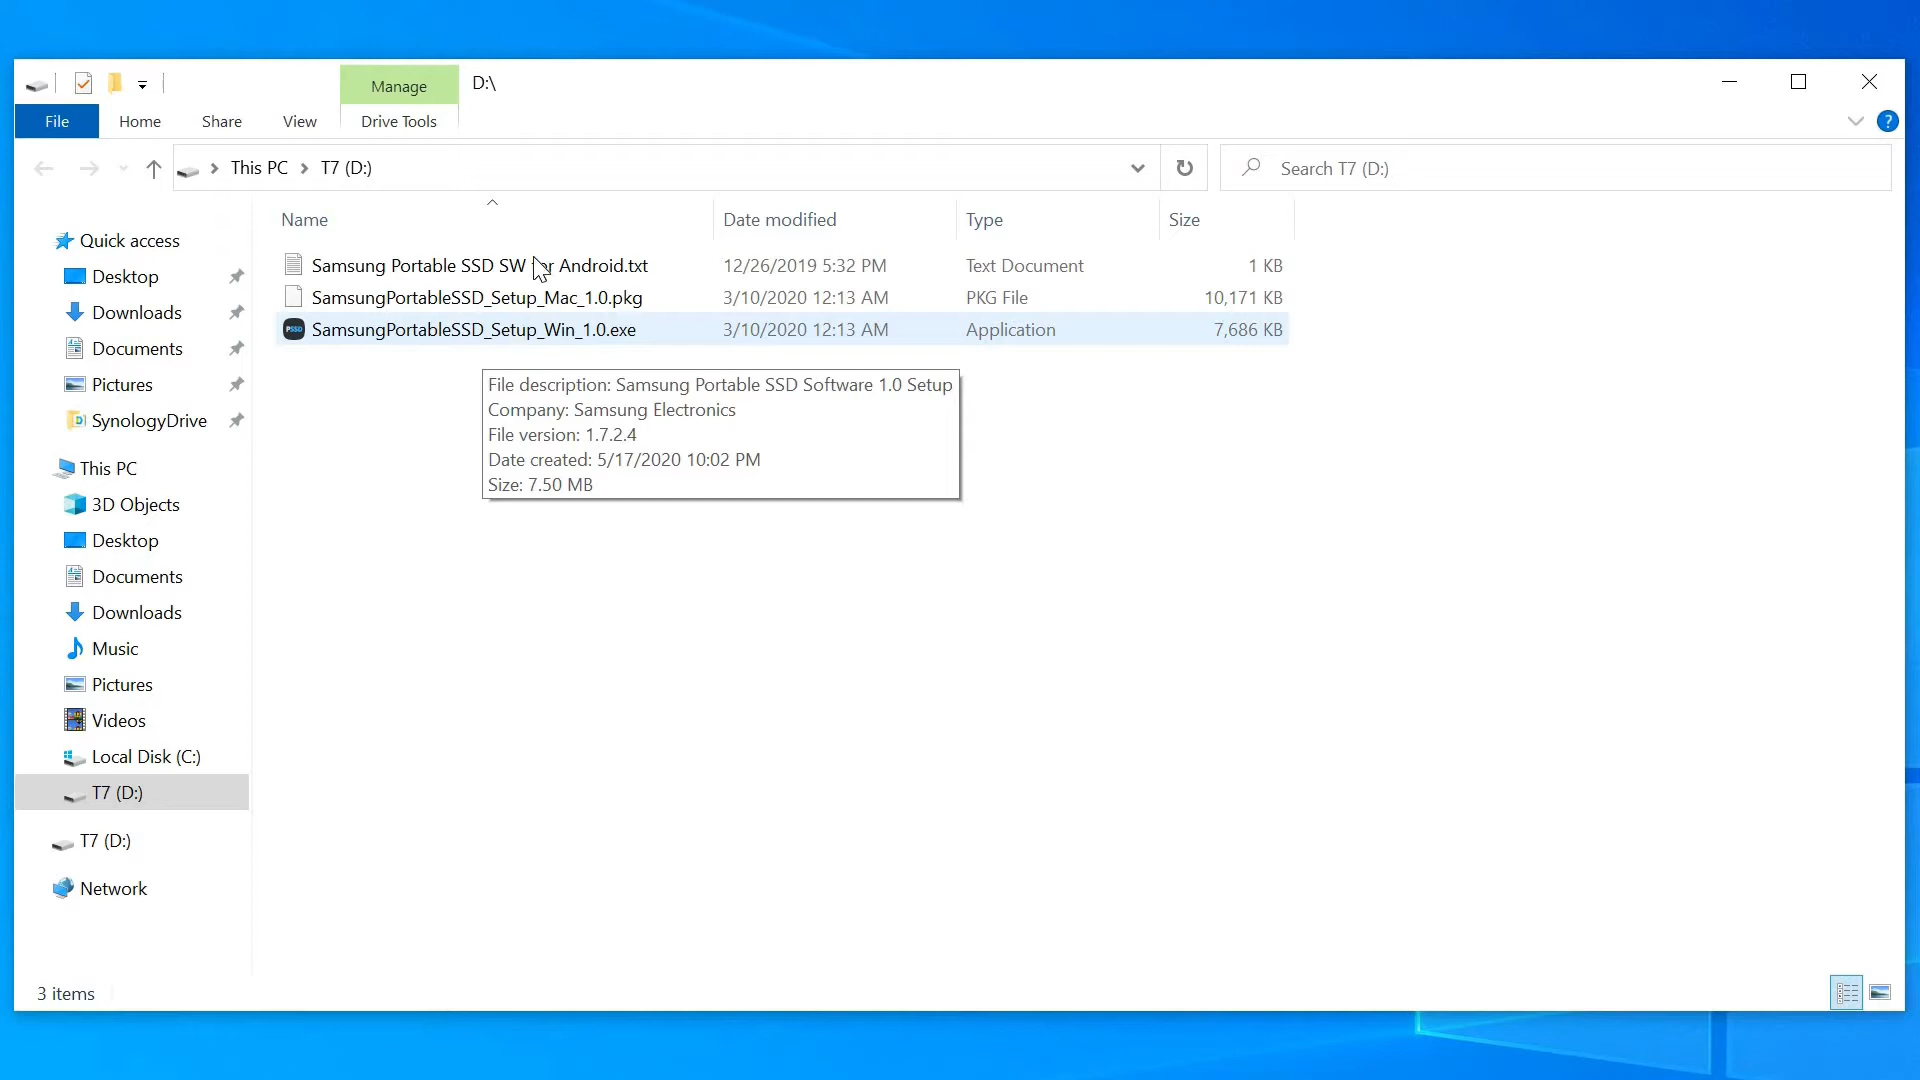 Manage
D:\
File
Home
Share
View
Drive Tools
?
This PC
T7 (D:)
Search T7 (D:)
Name
Date modified
Type
Size
Samsung Portable SSD SW for Android.txt
12/26/2019 5:32 PM
Text Document
1 KB
SamsungPortableSSD_Setup_Mac_1.0.pkg
3/10/2020 12:13 AM
PKG File
10,171 KB
PSSD
SamsungPortableSSD_Setup_Win_1.0.exe
3/10/2020 12:13 AM
Application
7,686 KB
File description: Samsung Portable SSD Software 1.0 Setup
Company: Samsung Electronics
File version: 1.7.2.4
Date created: 5/17/2020 10:02 PM
Size: 7.50 MB
Quick access
Desktop
Downloads
Documents
Pictures
SynologyDrive
This PC
3D Objects
Desktop
Documents
Downloads
Music
Pictures
Videos
Local Disk (C:)
T7 (D:)
T7 (D:)
Network
3 items